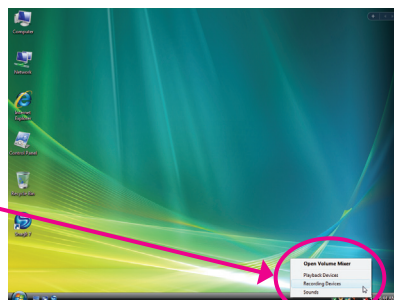 Computer
Network
Internet
Explorer
Control Panel
Recycle Bin
Open Volume Mixer
Playback Devices
Recording Devices
Sounds